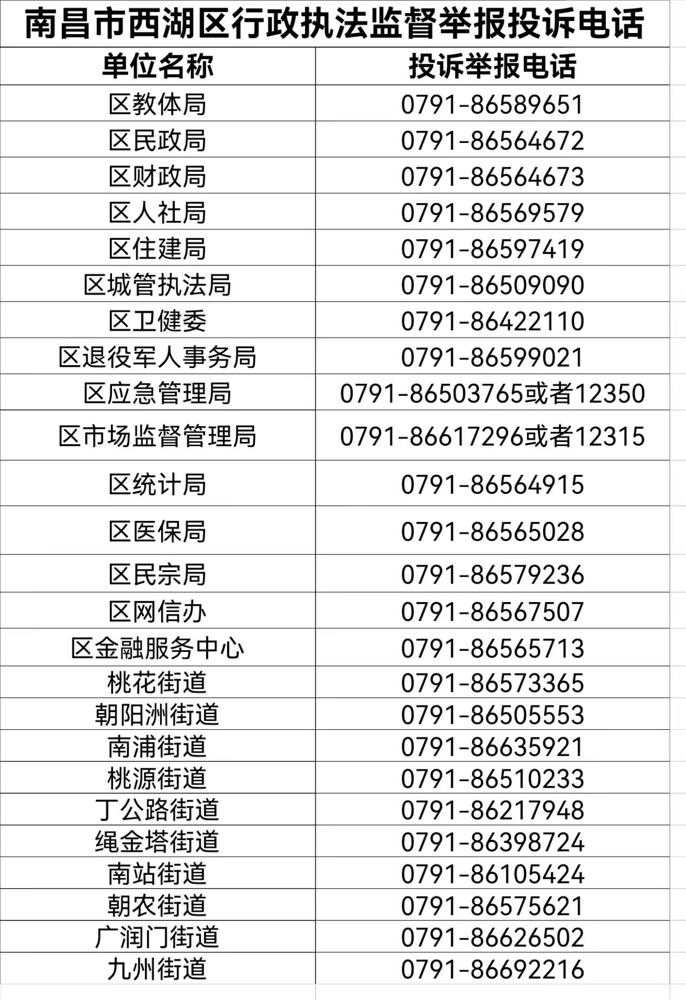 南昌市西湖区行政执法监督举报投诉电话
单位名称 投诉举报电话
区教体局 0791-86589651
区民政局 0791-86564672
区财政局 0791-86564673
区人社局 0791-86569579
区住建局 0791-86597419
区城管执法局 0791-86509090
区卫健委 0791-86422110
区退役军人事务局 0791-86599021
区应急管理局 0791-86503765或者12350
区市场监督管理局 0791-86617296或者12315
区统计局 0791-86564915
区医保局 0791-86565028
区民宗局 0791-86579236
区网信办 0791-86567507
区金融服务中心 0791-86565713
桃花街道 0791-86573365
朝阳洲街道 0791-86505553
南浦街道 0791-86635921
桃源街道 0791-86510233
丁公路街道 0791-86217948
绳金塔街道 0791-86398724
南站街道 0791-86105424
朝农街道 0791-86575621
广润门街道 0791-86626502
九州街道 0791-86692216